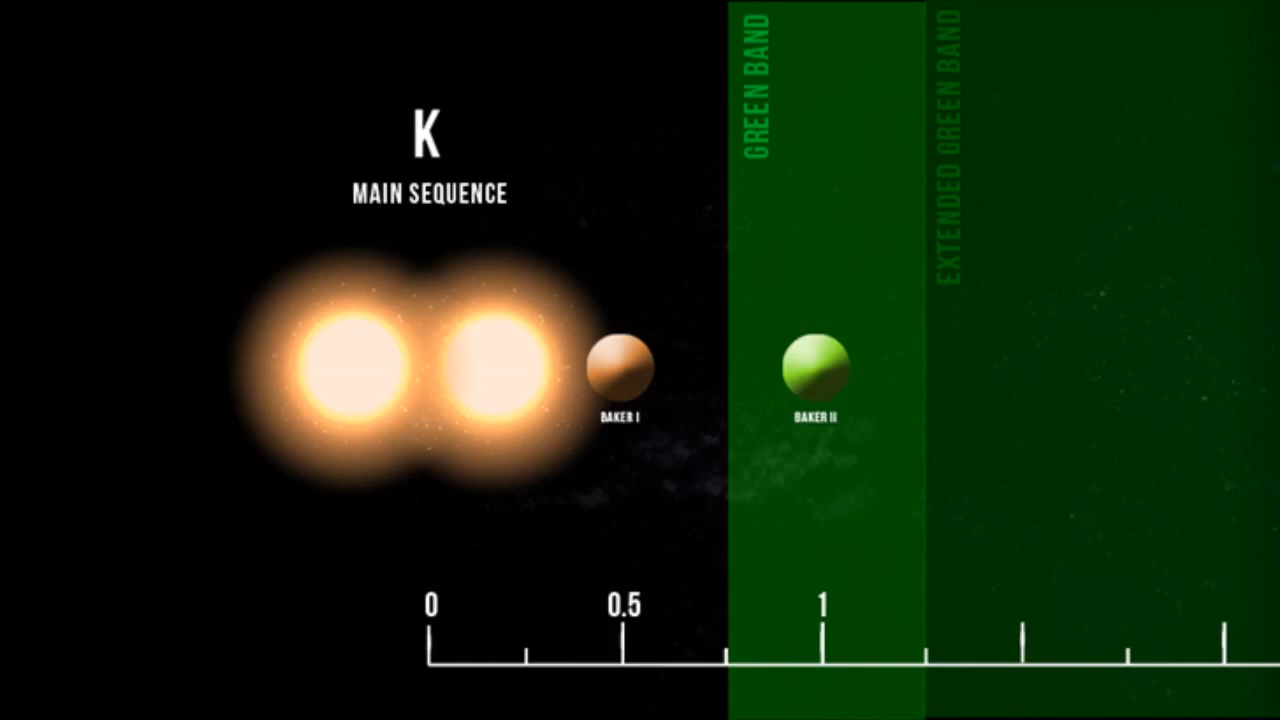 K
MAIN SEQUENCE
GREEN BAND
EXTENDED GREEN BAND
BAKER I
BAKER II
0
0.5
1